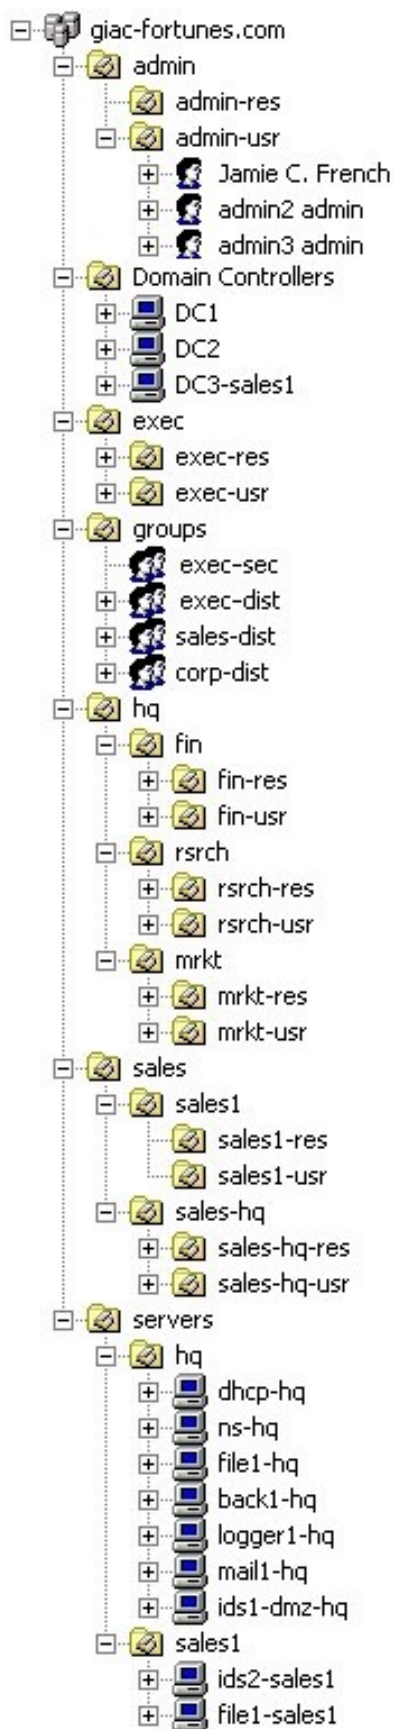 giac-fortunes.com
admin
admin-res
admin-usr
Jamie C. French
admin2 admin
admin3 admin
Domain Controllers
DC1
DC2
DC3-sales1
exec
exec-res
exec-usr
groups
exec-sec
exec-dist
sales-dist
corp-dist
hq
fin
fin-res
fin-usr
rsrch
rsrch-res
rsrch-usr
mrkt
mrkt-res
mrkt-usr
sales
sales1
sales1-res
sales1-usr
sales-hq
sales-hq-res
sales-hq-usr
servers
hq
dhcp-hq
ns-hq
file1-hq
back1-hq
logger1-hq
mail1-hq
ids1-dmz-hq
sales1
ids2-sales1
file1-sales1